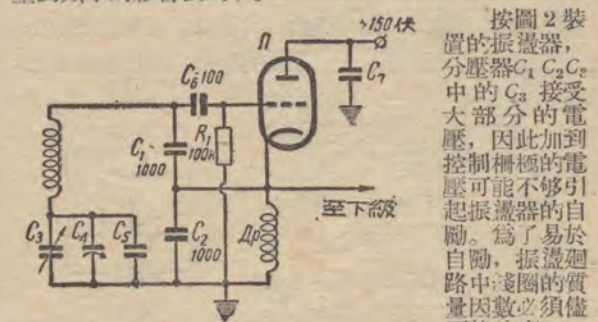 按圖2裝
置的振盪器，
分壓器C₁ C₂C₃
中的C₃接受
大部分的電
壓，因此加到
控制柵極的電
壓可能不够引
起振盪器的自
勵。爲了易於
自勵，振盪廻
路中綫圈的質
量因數必須儘
Л
+150伏
C₆ 100
C₇
C₁
1000
R₁
100к
至下級
C₃
C₄
C₅
C₂
1000
Др